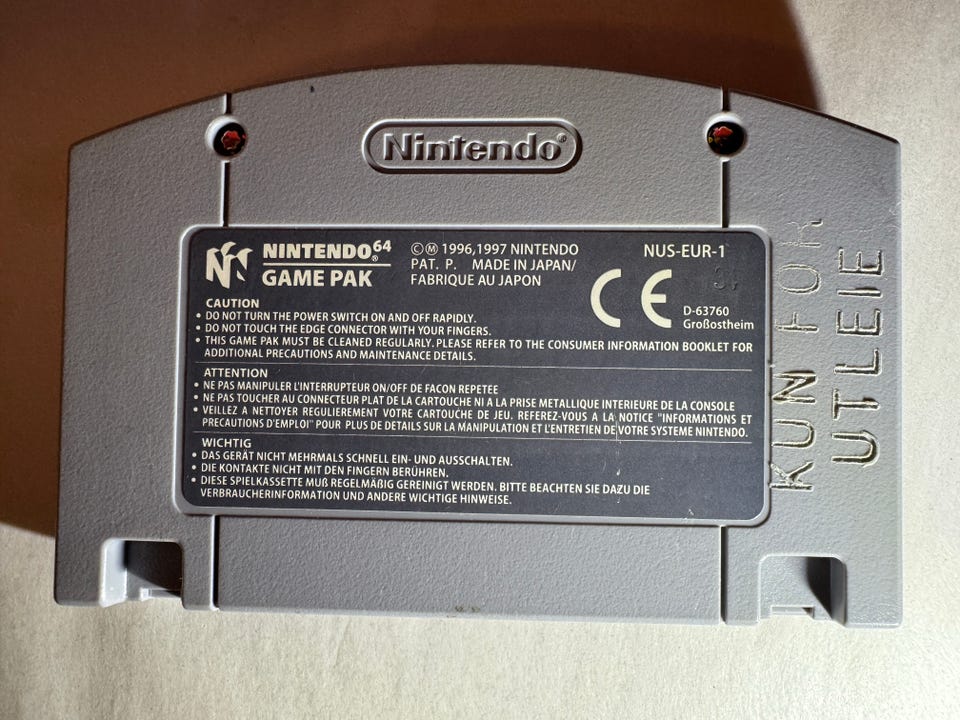 Nintendo®
NINTENDO64®
GAME PAK
©Ⓜ 1996,1997 NINTENDO
PAT. P. MADE IN JAPAN/
FABRIQUE AU JAPON
NUS-EUR-1
CE
D-63760
Großostheim
CAUTION
• DO NOT TURN THE POWER SWITCH ON AND OFF RAPIDLY.
• DO NOT TOUCH THE EDGE CONNECTOR WITH YOUR FINGERS.
• THIS GAME PAK MUST BE CLEANED REGULARLY. PLEASE REFER TO THE CONSUMER INFORMATION BOOKLET FOR
ADDITIONAL PRECAUTIONS AND MAINTENANCE DETAILS.
ATTENTION
• NE PAS MANIPULER L'INTERRUPTEUR ON/OFF DE FACON REPETEE
• NE PAS TOUCHER AU CONNECTEUR PLAT DE LA CARTOUCHE NI A LA PRISE METALLIQUE INTERIEURE DE LA CONSOLE
• VEILLEZ A NETTOYER REGULIEREMENT VOTRE CARTOUCHE DE JEU. REFEREZ-VOUS A LA NOTICE "INFORMATIONS ET
PRECAUTIONS D'EMPLOI" POUR PLUS DE DETAILS SUR LA MANIPULATION ET L'ENTRETIEN DE VOTRE SYSTEME NINTENDO.
WICHTIG
• DAS GERÄT NICHT MEHRMALS SCHNELL EIN- UND AUSSCHALTEN.
• DIE KONTAKTE NICHT MIT DEN FINGERN BERÜHREN.
• DIESE SPIELKASSETTE MUß REGELMÄßIG GEREINIGT WERDEN. BITTE BEACHTEN SIE DAZU DIE
VERBRAUCHERINFORMATION UND ANDERE WICHTIGE HINWEISE.
KUN FOR
UTLEIE